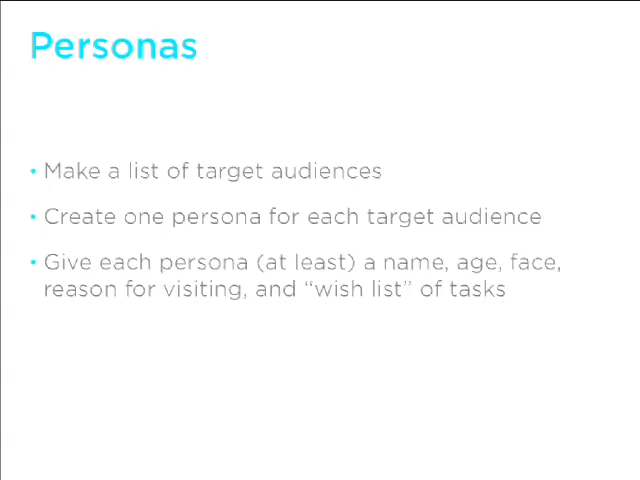 Personas
• Make a list of target audiences
• Create one persona for each target audience
• Give each persona (at least) a name, age, face,
reason for visiting, and “wish list” of tasks